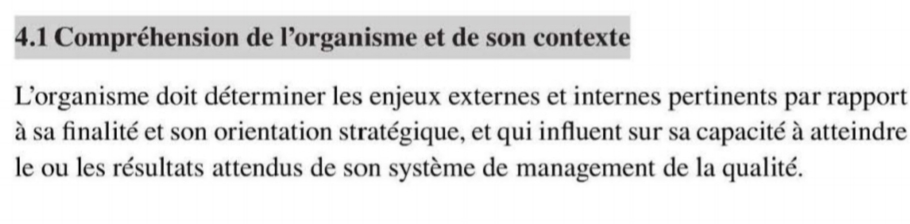 4.1 Compréhension de l’organisme et de son contexte
L’organisme doit déterminer les enjeux externes et internes pertinents par rapport
à sa finalité et son orientation stratégique, et qui influent sur sa capacité à atteindre
le ou les résultats attendus de son système de management de la qualité.